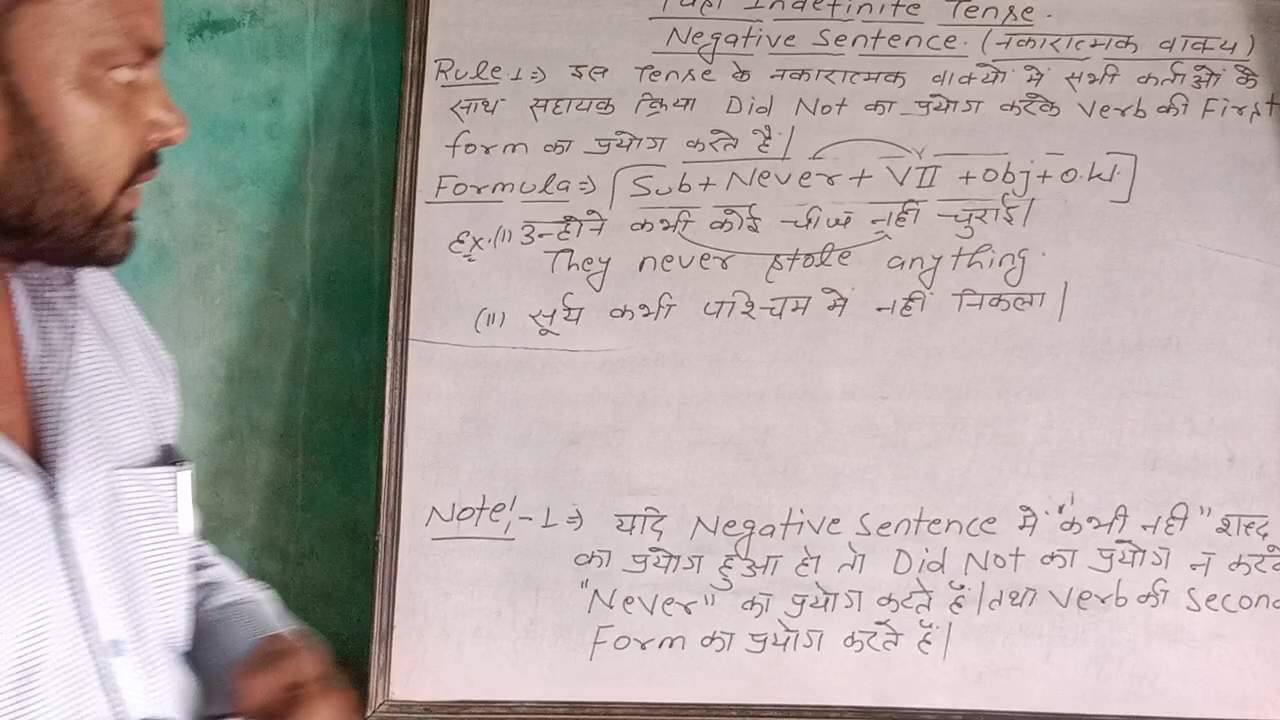 Past Indefinite Tense.
Negative Sentence. (नकारात्मक वाक्य)
Rule 1 ⇒ इस Tense के नकारात्मक वाक्यों में सभी कर्ताओं के
साथ सहायक क्रिया Did Not का प्रयोग करके Verb की First
form का प्रयोग करते है।
Formula ⇒ [Sub + Never + VII + obj + o.w.]
Ex. (i) उन्होने कभी कोई चीज नही चुराई।
They never stole anything.
(ii) सूर्य कभी पश्चिम में नहीं निकला।
Note:-1 ⇒ यदि Negative Sentence मे "कभी नही" शब्द
का प्रयोग हुआ हो तो Did Not का प्रयोग न करके
"Never" का प्रयोग करते हैं। तथा Verb की Second
Form का प्रयोग करते हैं।